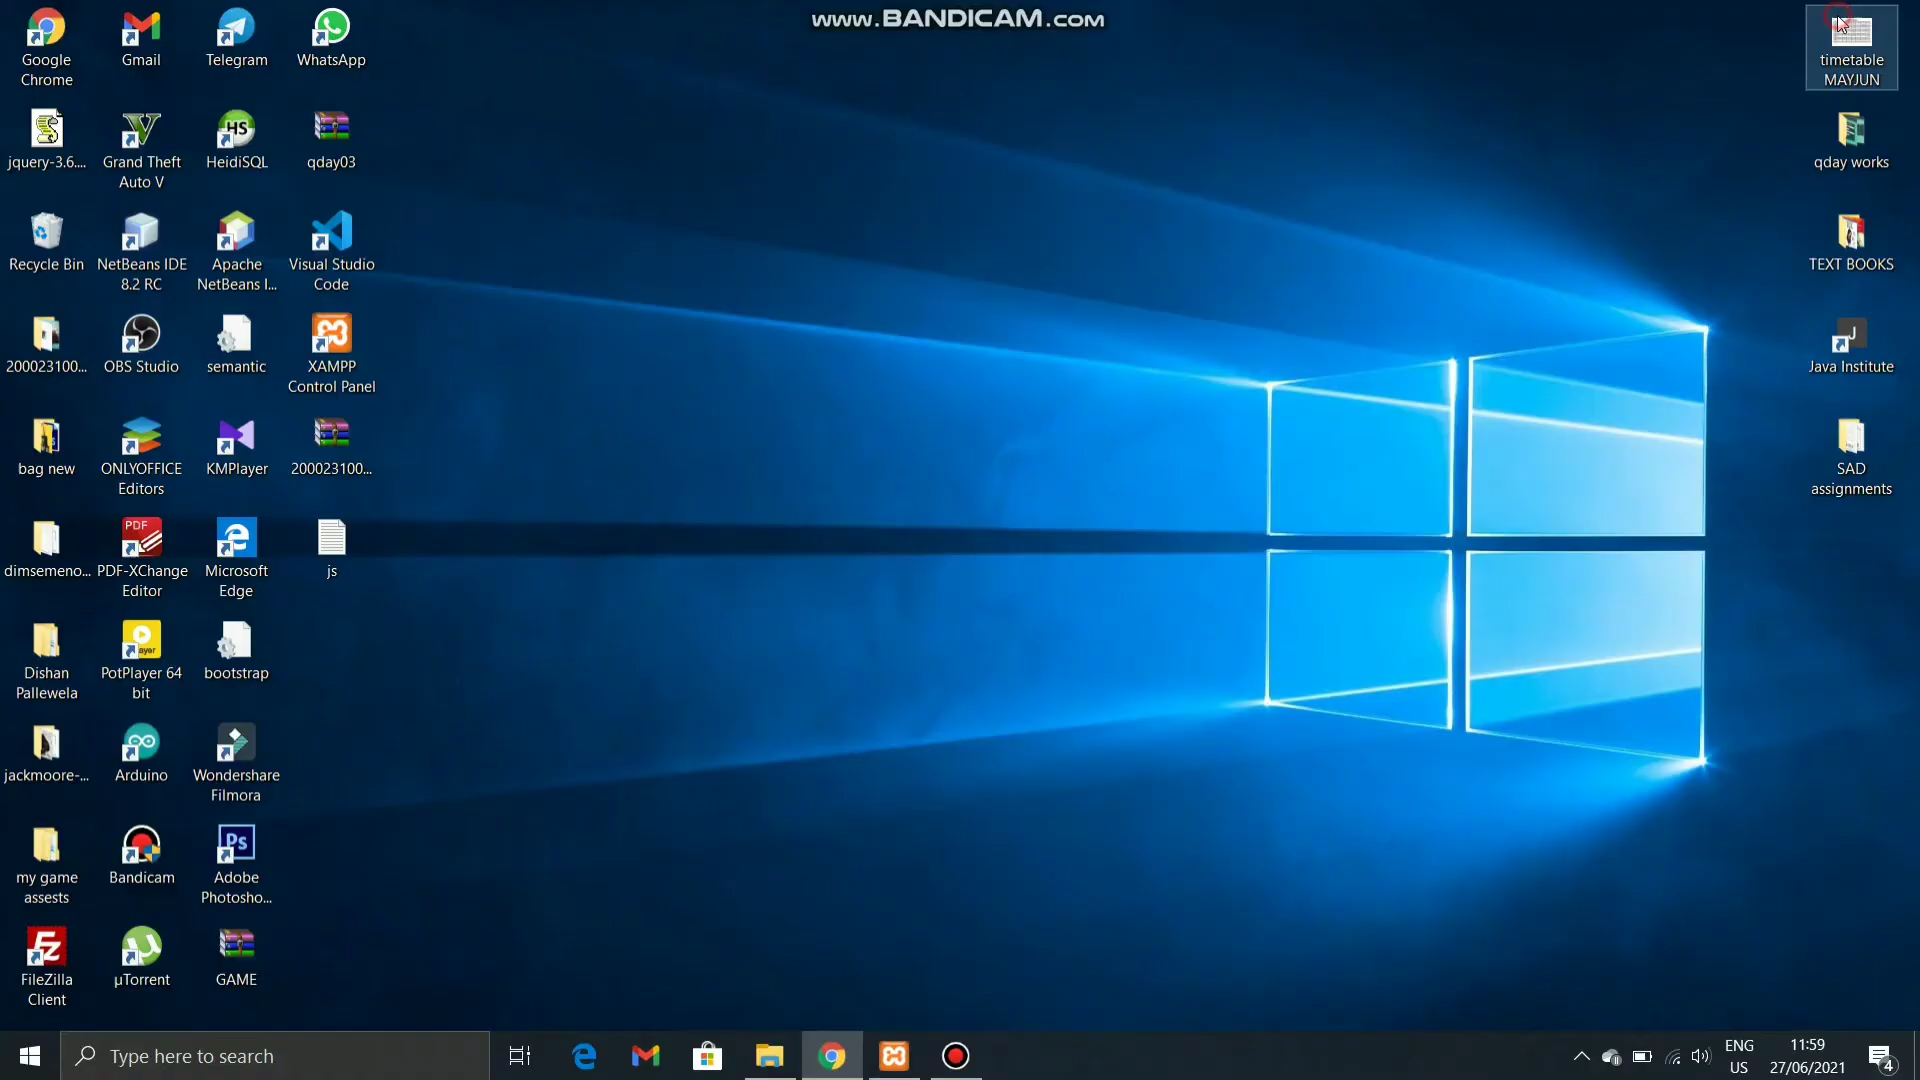 www.BANDICAM.com
Google
Chrome
Gmail
Telegram
WhatsApp
timetable
MAYJUN
jquery-3.6....
Grand Theft
Auto V
HeidiSQL
qday03
qday works
Recycle Bin
NetBeans IDE
8.2 RC
Apache
NetBeans I...
Visual Studio
Code
TEXT BOOKS
200023100...
OBS Studio
semantic
XAMPP
Control Panel
J
Java Institute
bag new
ONLYOFFICE
Editors
KMPlayer
200023100...
SAD
assignments
dimsemeno...
PDF
PDF-XChange
Editor
Microsoft
Edge
js
Dishan
Pallewela
PotPlayer 64
bit
bootstrap
jackmoore-...
Arduino
Wondershare
Filmora
my game
assests
Bandicam
Ps
Adobe
Photosho...
FileZilla
Client
µTorrent
GAME
Type here to search
ENG
US
11:59
27/06/2021
4